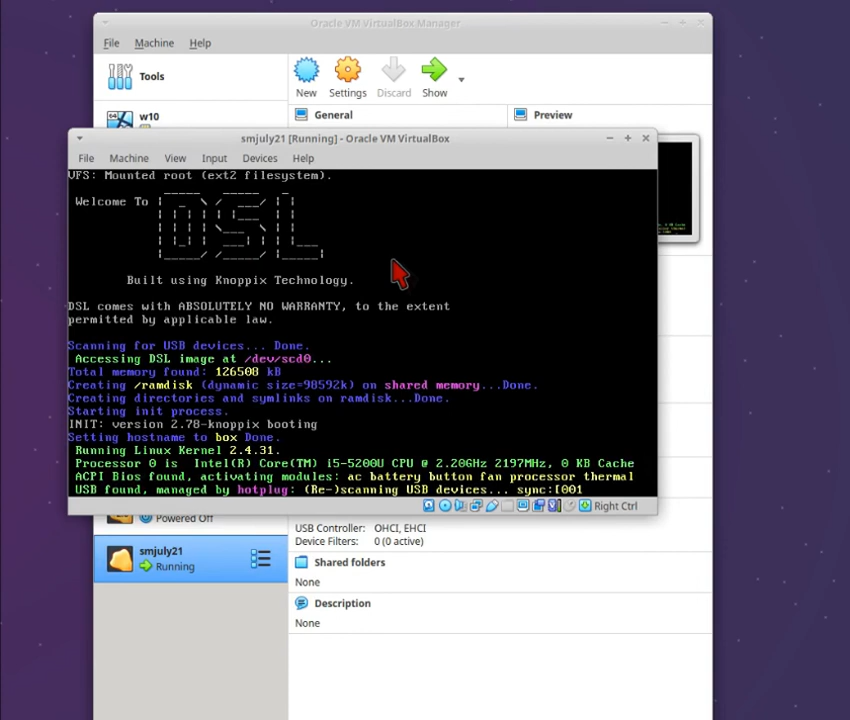 Oracle VM VirtualBox Manager
File Machine Help
Tools
New Settings Discard Show
w10
General
Preview
smjuly21 [Running] - Oracle VM VirtualBox
File Machine View Input Devices Help
VFS: Mounted root (ext2 filesystem).
Welcome To DSL
Built using Knoppix Technology.
DSL comes with ABSOLUTELY NO WARRANTY, to the extent
permitted by applicable law.
Scanning for USB devices... Done.
Accessing DSL image at /dev/scd0...
Total memory found: 126508 kB
Creating /ramdisk (dynamic size=98592k) on shared memory...Done.
Creating directories and symlinks on ramdisk...Done.
Starting init process.
INIT: version 2.78-knoppix booting
Setting hostname to box Done.
Running Linux Kernel 2.4.31.
Processor 0 is Intel(R) Core(TM) i5-5200U CPU @ 2.20GHz 2197MHz, 0 KB Cache
ACPI Bios found, activating modules: ac battery button fan processor thermal
USB found, managed by hotplug: (Re-)scanning USB devices... sync:[001
Right Ctrl
Powered Off
smjuly21
Running
USB Controller: OHCI, EHCI
Device Filters: 0 (0 active)
Shared folders
None
Description
None